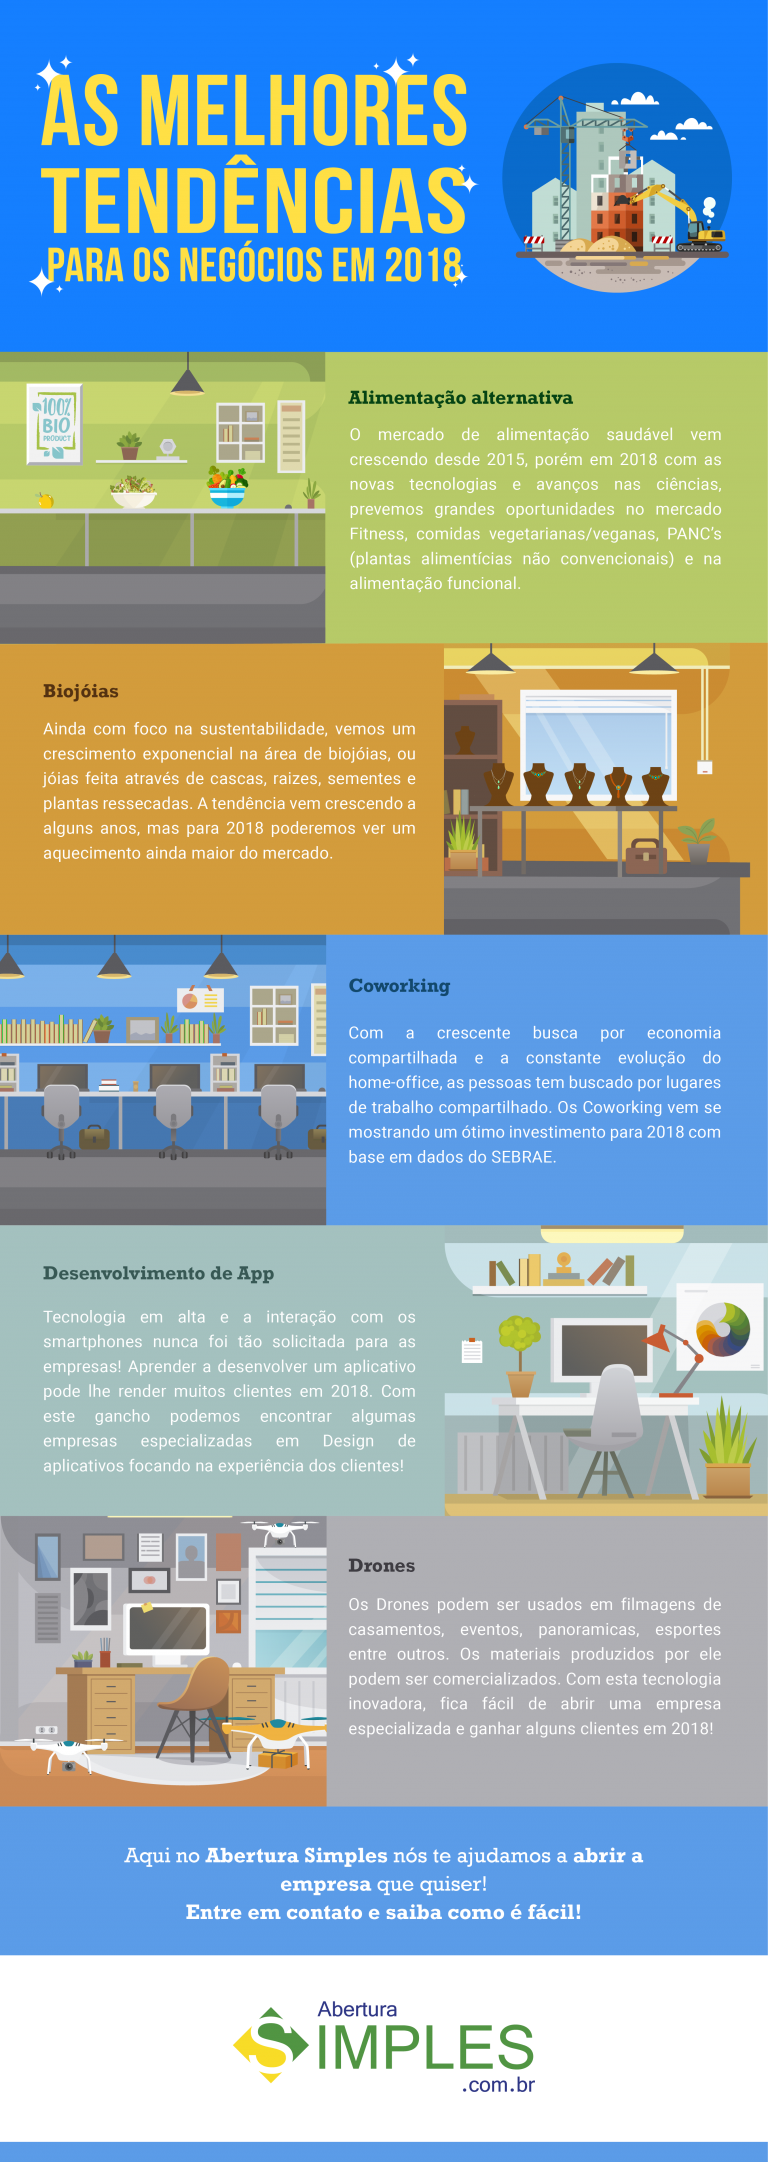 AS MELHORES
TENDÊNCIAS
PARA OS NEGÓCIOS EM 2018
100%
BIO
PRODUCT
Alimentação alternativa
O mercado de alimentação saudável vem
crescendo desde 2015, porém em 2018 com as
novas tecnologias e avanços nas ciências,
prevemos grandes oportunidades no mercado
Fitness, comidas vegetarianas/veganas, PANC's
(plantas alimentícias não convencionais) e na
alimentação funcional.
Biojóias
Ainda com foco na sustentabilidade, vemos um
crescimento exponencial na área de biojóias, ou
jóias feita através de cascas, raizes, sementes e
plantas ressecadas. A tendência vem crescendo a
alguns anos, mas para 2018 poderemos ver um
aquecimento ainda maior do mercado.
Coworking
Com a crescente busca por economia
compartilhada e a constante evolução do
home-office, as pessoas tem buscado por lugares
de trabalho compartilhado. Os Coworking vem se
mostrando um ótimo investimento para 2018 com
base em dados do SEBRAE.
Desenvolvimento de App
Tecnologia em alta e a interação com os
smartphones nunca foi tão solicitada para as
empresas! Aprender a desenvolver um aplicativo
pode lhe render muitos clientes em 2018. Com
este gancho podemos encontrar algumas
empresas especializadas em Design de
aplicativos focando na experiência dos clientes!
Drones
Os Drones podem ser usados em filmagens de
casamentos, eventos, panoramicas, esportes
entre outros. Os materiais produzidos por ele
podem ser comercializados. Com esta tecnologia
inovadora, fica fácil de abrir uma empresa
especializada e ganhar alguns clientes em 2018!
Aqui no Abertura Simples nós te ajudamos a abrir a
empresa que quiser!
Entre em contato e saiba como é fácil!
Abertura
SIMPLES
.com.br